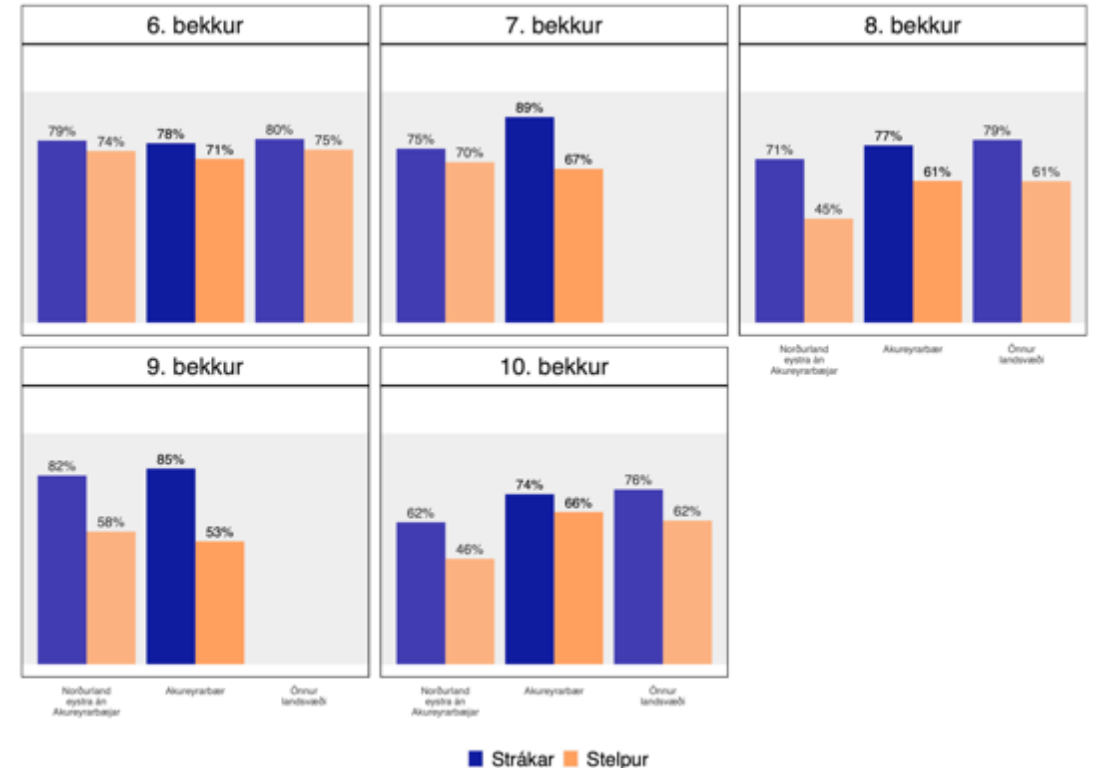 6. bekkur
7. bekkur
8. bekkur
79%
74%
78%
71%
80%
75%
75%
70%
89%
67%
71%
45%
77%
61%
79%
61%
Norðurland
eystra án
Akureyrarbæjar
Akureyrarbær
Önnur
landsvæði
9. bekkur
10. bekkur
82%
58%
85%
53%
62%
46%
74%
66%
76%
62%
Norðurland
eystra án
Akureyrarbæjar
Akureyrarbær
Önnur
landsvæði
Norðurland
eystra án
Akureyrarbæjar
Akureyrarbær
Önnur
landsvæði
Strákar Stelpur